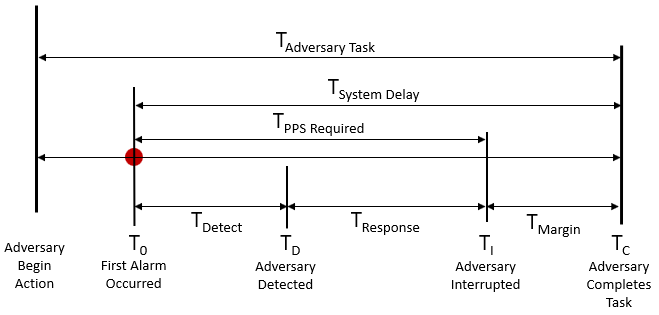 TAdversary Task
TSystem Delay
TPPS Required
TDetect
TResponse
TMargin
Adversary
Begin
Action
T0
First Alarm
Occurred
TD
Adversary
Detected
TI
Adversary
Interrupted
TC
Adversary
Completes
Task